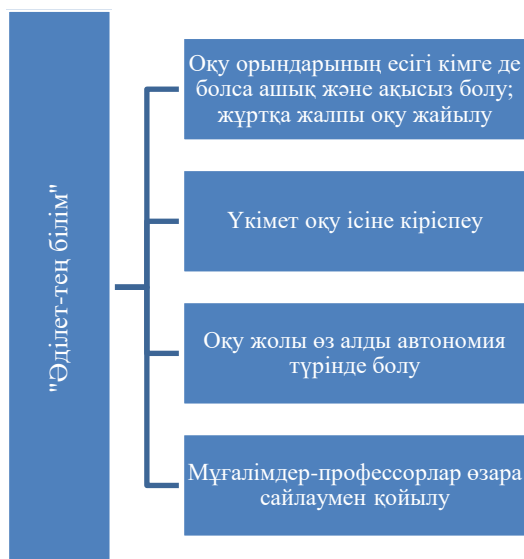 "Әділет-тең білім"
Оқу орындарының есігі кімге де
болса ашық және ақысыз болу;
жұртқа жалпы оқу жайылу
Үкімет оқу ісіне кіріспеу
Оқу жолы өз алды автономия
түрінде болу
Мұғалімдер-профессорлар өзара
сайлаумен қойылу